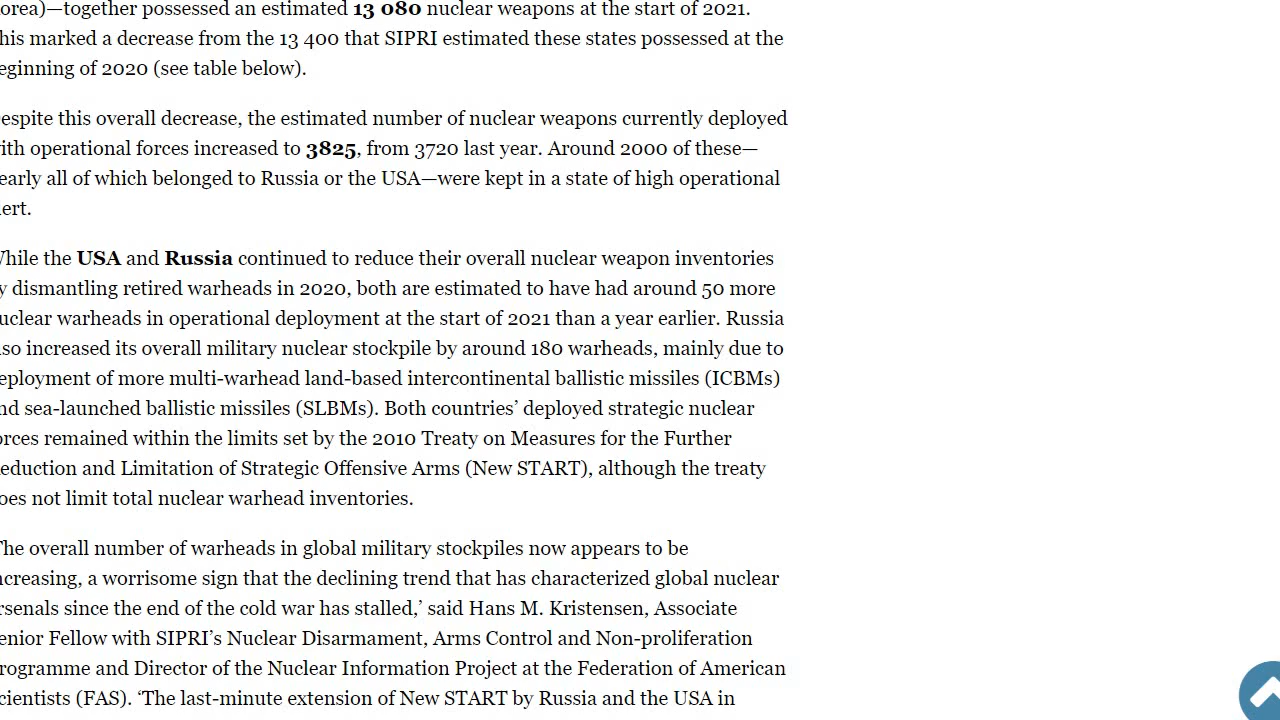 orea)—together possessed an estimated 13 080 nuclear weapons at the start of 2021.
his marked a decrease from the 13 400 that SIPRI estimated these states possessed at the
eginning of 2020 (see table below).
espite this overall decrease, the estimated number of nuclear weapons currently deployed
ith operational forces increased to 3825, from 3720 last year. Around 2000 of these—
early all of which belonged to Russia or the USA—were kept in a state of high operational
lert.
While the USA and Russia continued to reduce their overall nuclear weapon inventories
y dismantling retired warheads in 2020, both are estimated to have had around 50 more
uclear warheads in operational deployment at the start of 2021 than a year earlier. Russia
lso increased its overall military nuclear stockpile by around 180 warheads, mainly due to
eployment of more multi-warhead land-based intercontinental ballistic missiles (ICBMs)
nd sea-launched ballistic missiles (SLBMs). Both countries’ deployed strategic nuclear
orces remained within the limits set by the 2010 Treaty on Measures for the Further
eduction and Limitation of Strategic Offensive Arms (New START), although the treaty
oes not limit total nuclear warhead inventories.
The overall number of warheads in global military stockpiles now appears to be
ncreasing, a worrisome sign that the declining trend that has characterized global nuclear
rsenals since the end of the cold war has stalled,’ said Hans M. Kristensen, Associate
enior Fellow with SIPRI’s Nuclear Disarmament, Arms Control and Non-proliferation
rogramme and Director of the Nuclear Information Project at the Federation of American
cientists (FAS). ‘The last-minute extension of New START by Russia and the USA in